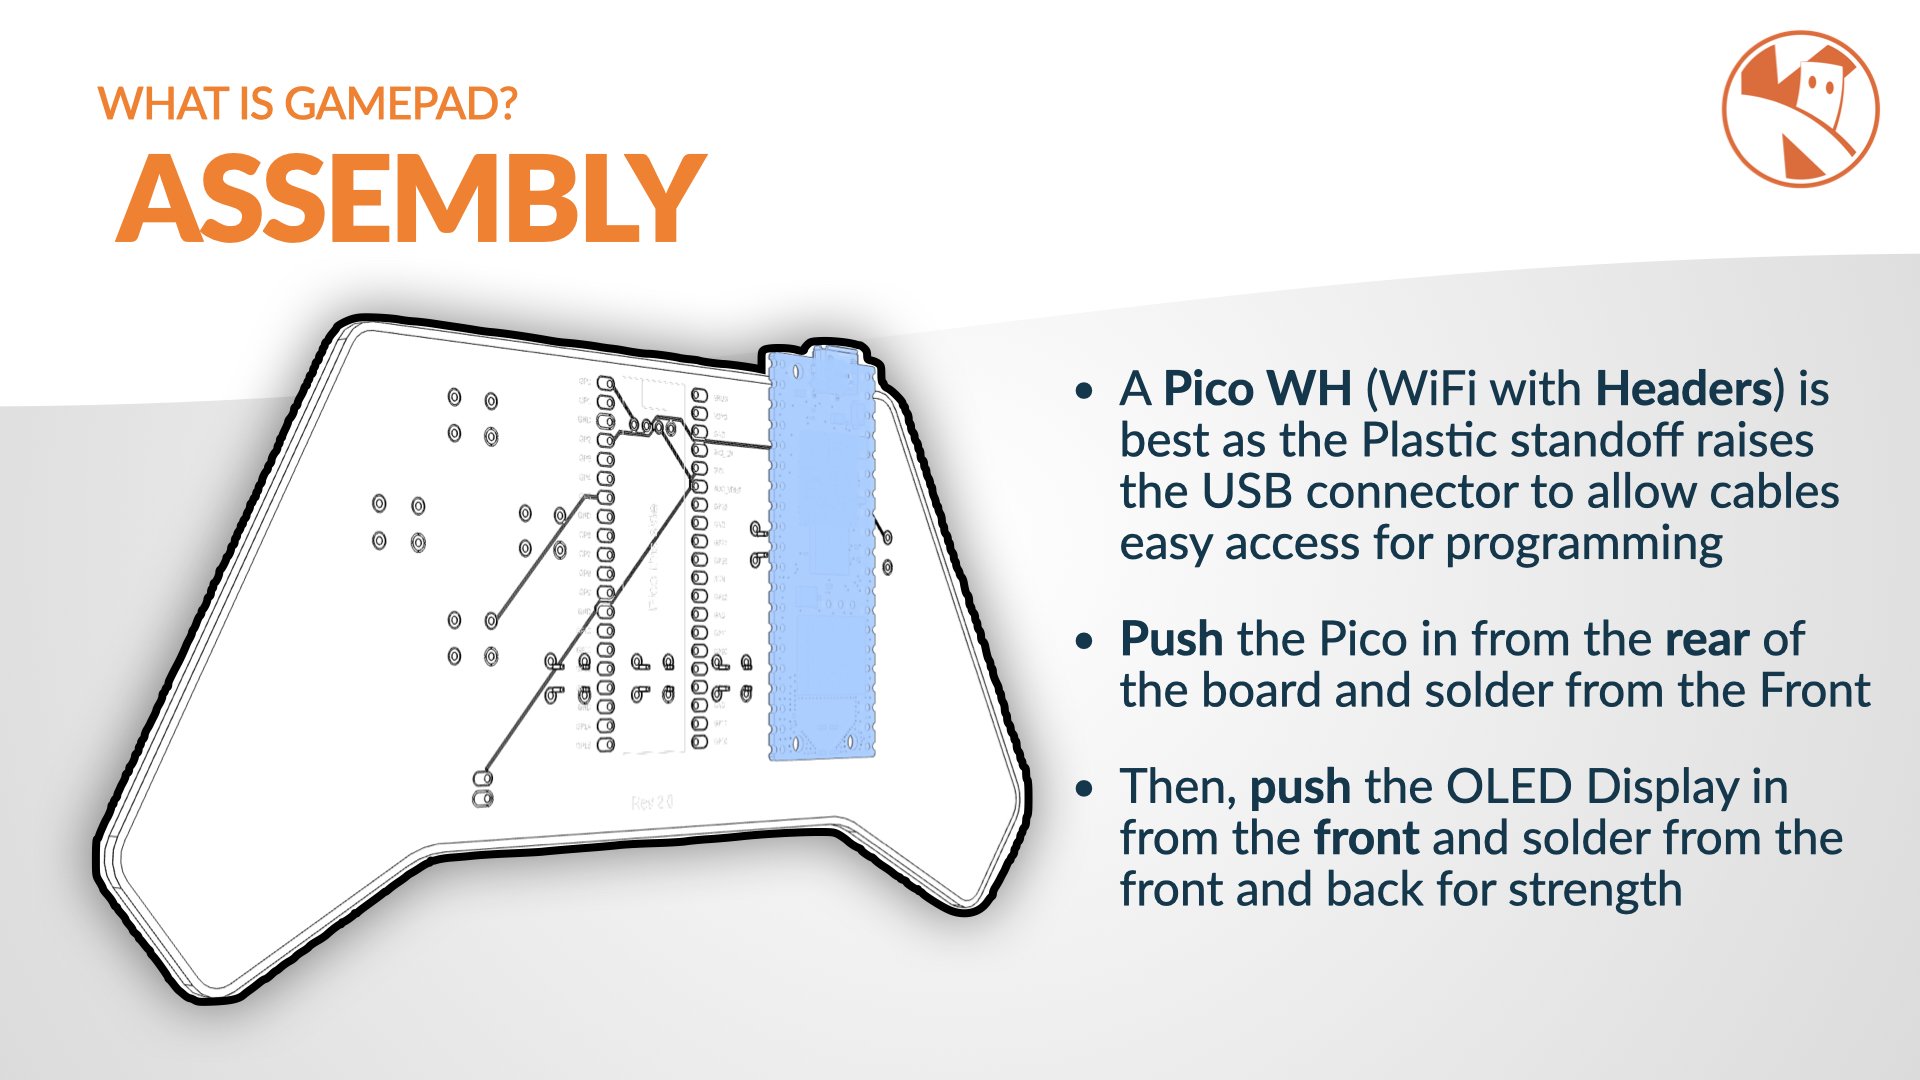 WHAT IS GAMEPAD?
ASSEMBLY
• A Pico WH (WiFi with Headers) is
best as the Plastic standoff raises
the USB connector to allow cables
easy access for programming
• Push the Pico in from the rear of
the board and solder from the Front
• Then, push the OLED Display in
from the front and solder from the
front and back for strength
Rev 2.0